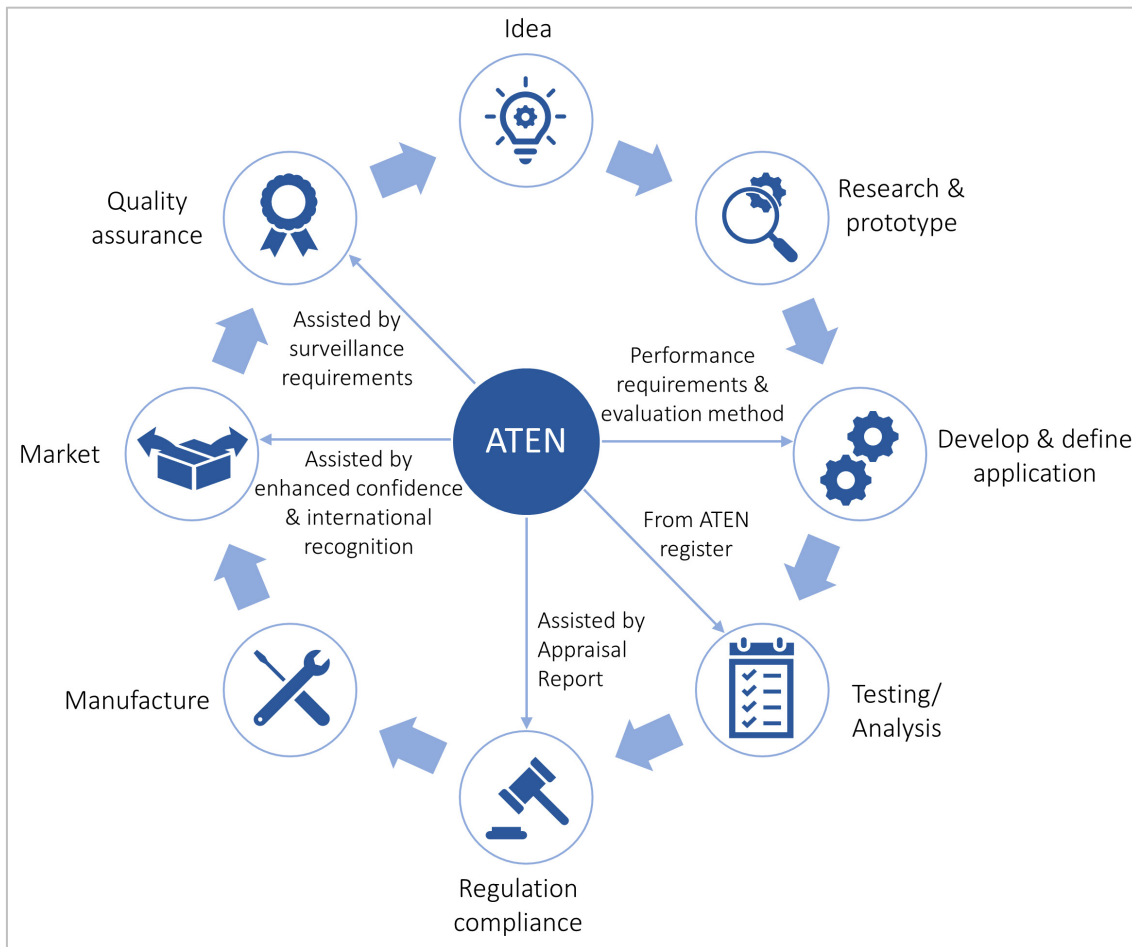 Idea
Research &
prototype
Quality
assurance
Assisted by
surveillance
requirements
Performance
requirements &
evaluation method
ATEN
Develop & define
application
Market
Assisted by
enhanced confidence
& international
recognition
From ATEN
register
Assisted by
Appraisal
Report
Manufacture
Testing/
Analysis
Regulation
compliance